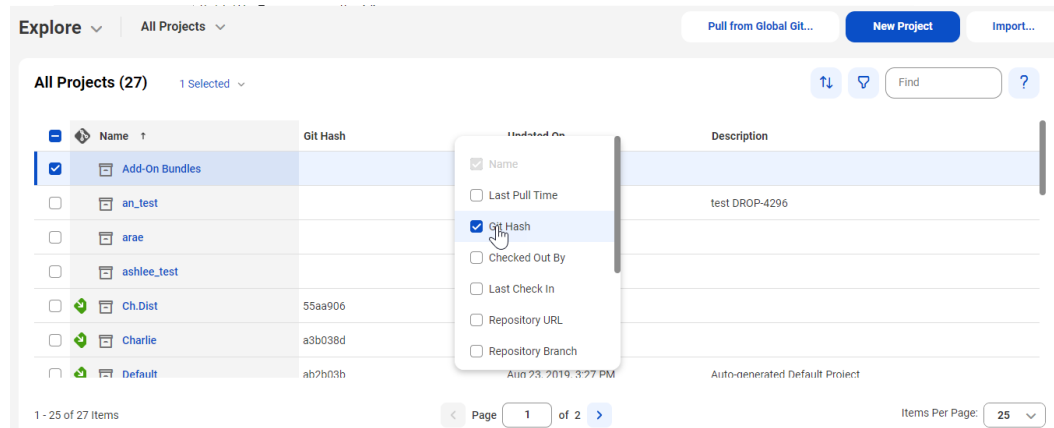 Explore
All Projects
Pull from Global Git...
New Project
Import...
All Projects (27)
1 Selected
Find
?
Name ↑
Git Hash
Updated On
Description
Add-On Bundles
an_test
test DROP-4296
arae
ashlee_test
Ch.Dist
55aa906
Charlie
a3b038d
Default
ab2b03b
Aug 23, 2019, 3:27 PM
Auto-generated Default Project
Name
Last Pull Time
Git Hash
Checked Out By
Last Check In
Repository URL
Repository Branch
1 - 25 of 27 Items
Page 1 of 2
Items Per Page: 25